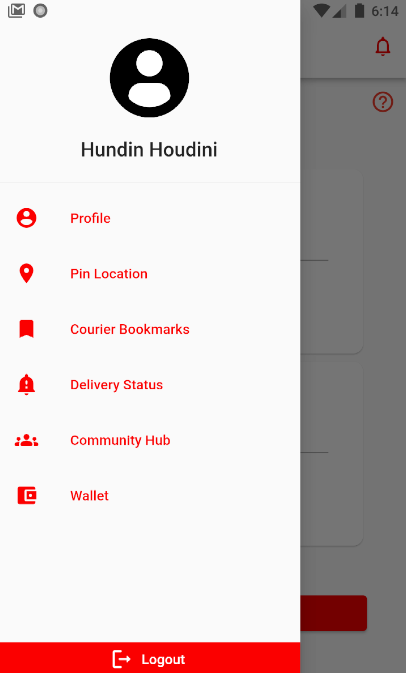 6:14
Hundin Houdini
Profile
Pin Location
Courier Bookmarks
Delivery Status
Community Hub
Wallet
Logout